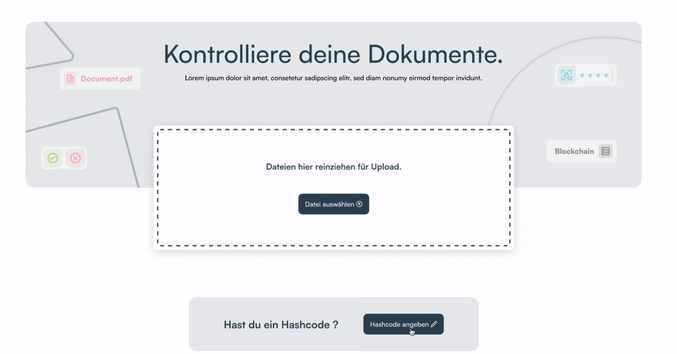 Kontrolliere deine Dokumente.
Lorem ipsum dolor sit amet, consetetur sadipscing elitr, sed diam nonumy eirmod tempor invidunt.
Document.pdf
Blockchain
Dateien hier reinziehen für Upload.
Datei auswählen
Hast du ein Hashcode ?
Hashcode angeben